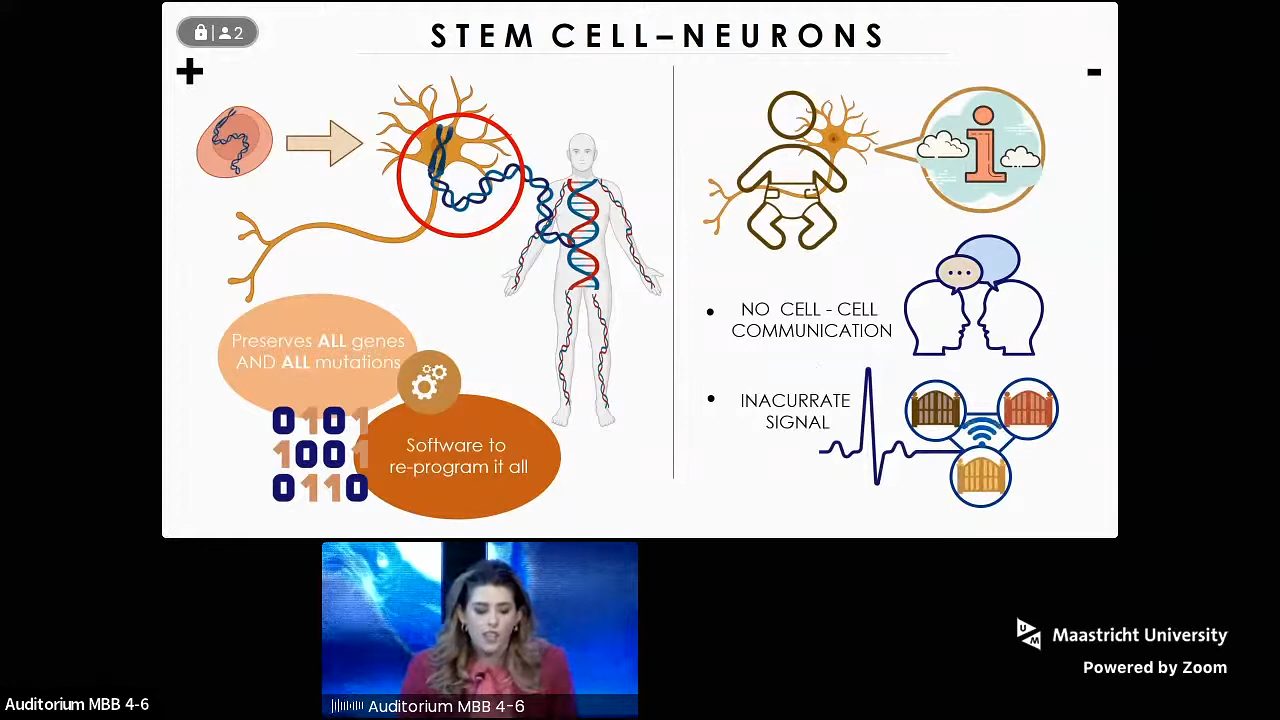 2
STEM CELL–NEURONS
+
-
Preserves ALL genes
AND ALL mutations
0101
1001
0110
Software to
re-program it all
i
• NO CELL - CELL
COMMUNICATION
• INACURRATE
SIGNAL
UM
Maastricht University
Powered by Zoom
Auditorium MBB 4-6
Auditorium MBB 4-6